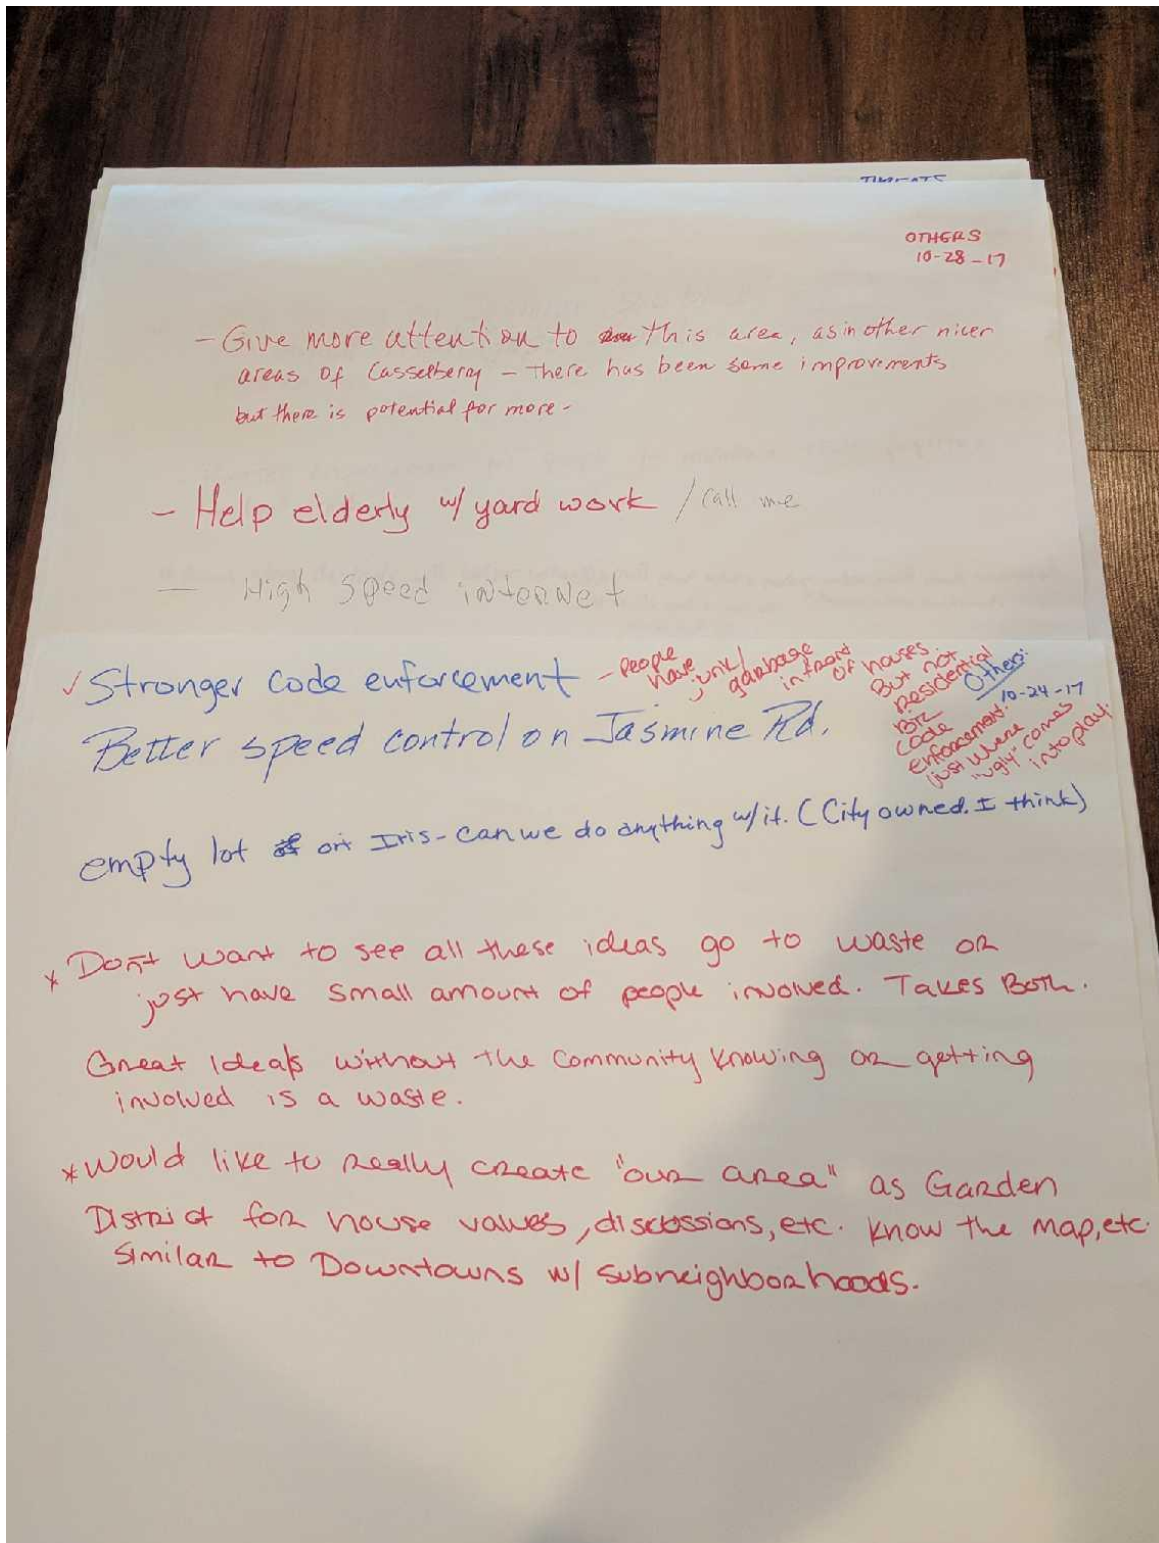 THREATS
OTHERS
10-28-17
- Give more attention to this area, as in other nicer
areas of Casselberry - There has been some improvements
but there is potential for more -
- Help elderly w/ yard work / call me
- High Speed internet
✓ Stronger code enforcement - people
have junk/
garbage
in front
of houses.
But not
Residential
Biz
Code
enforcement.
just where
"ugly" comes
into play.
Others:
10-24-17
Better speed control on Jasmine Rd.
empty lot on Iris - can we do anything w/ it. (City owned. I think)
* Don't want to see all these ideas go to waste or
just have small amount of people involved. Takes Both.
Great Ideas without the Community knowing or getting
involved is a waste.
* Would like to really create "our area" as Garden
District for house values, discussions, etc. Know the map, etc.
Similar to Downtowns w/ subneighborhoods.